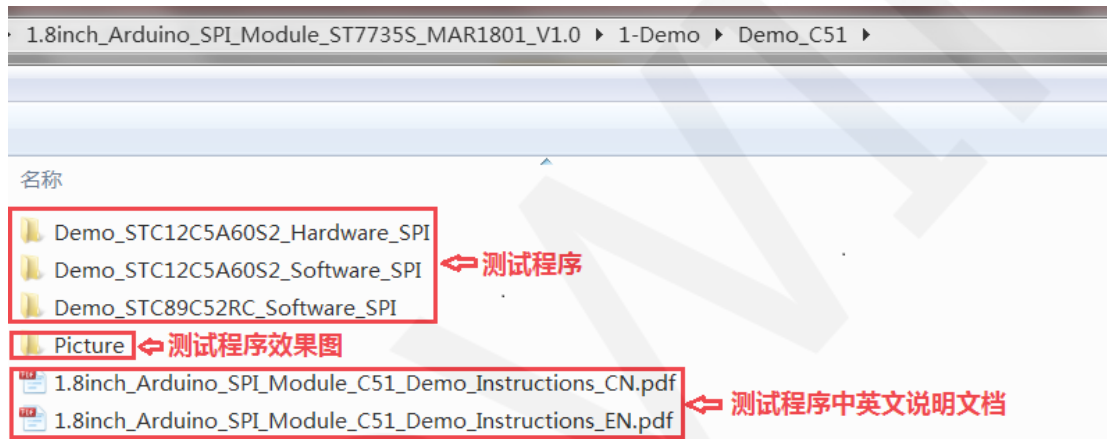 1.8inch_Arduino_SPI_Module_ST7735S_MAR1801_V1.0 ▸ 1-Demo ▸ Demo_C51 ▸
名称
Demo_STC12C5A60S2_Hardware_SPI
Demo_STC12C5A60S2_Software_SPI 测试程序
Demo_STC89C52RC_Software_SPI
Picture 测试程序效果图
1.8inch_Arduino_SPI_Module_C51_Demo_Instructions_CN.pdf
测试程序中英文说明文档
1.8inch_Arduino_SPI_Module_C51_Demo_Instructions_EN.pdf